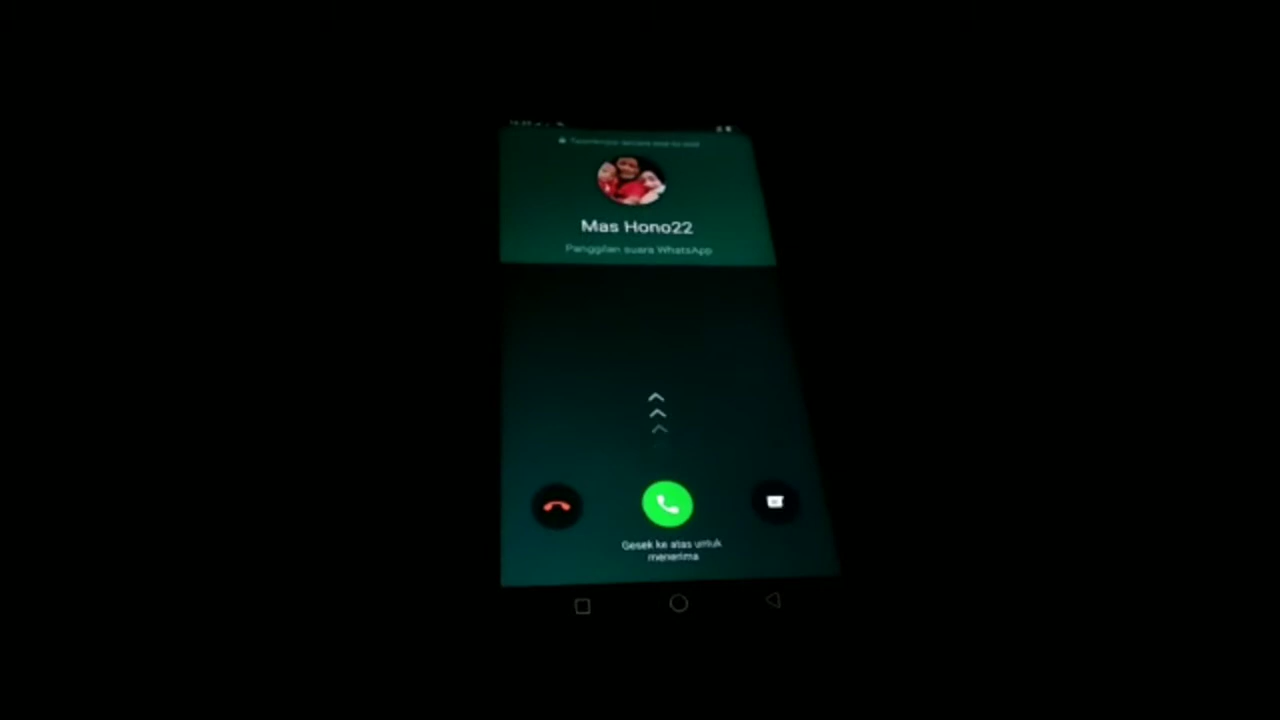 Mas Hono22
Panggilan suara WhatsApp
Gesek ke atas untuk
menerima